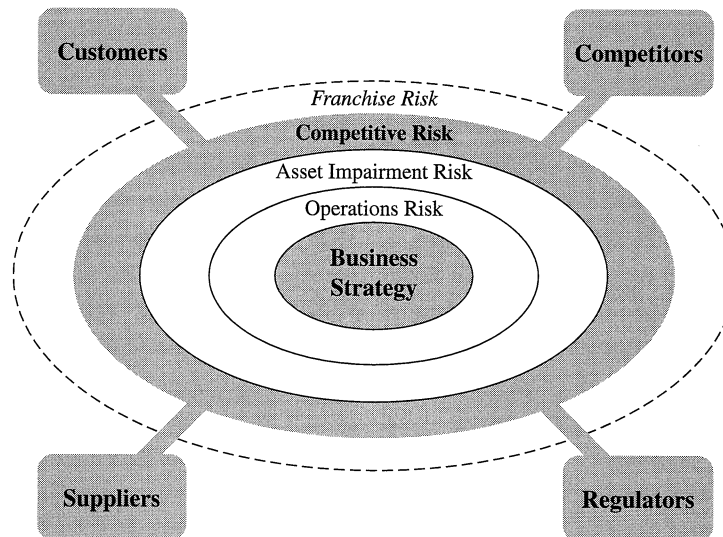 Customers
Competitors
Franchise Risk
Competitive Risk
Asset Impairment Risk
Operations Risk
Business
Strategy
Suppliers
Regulators